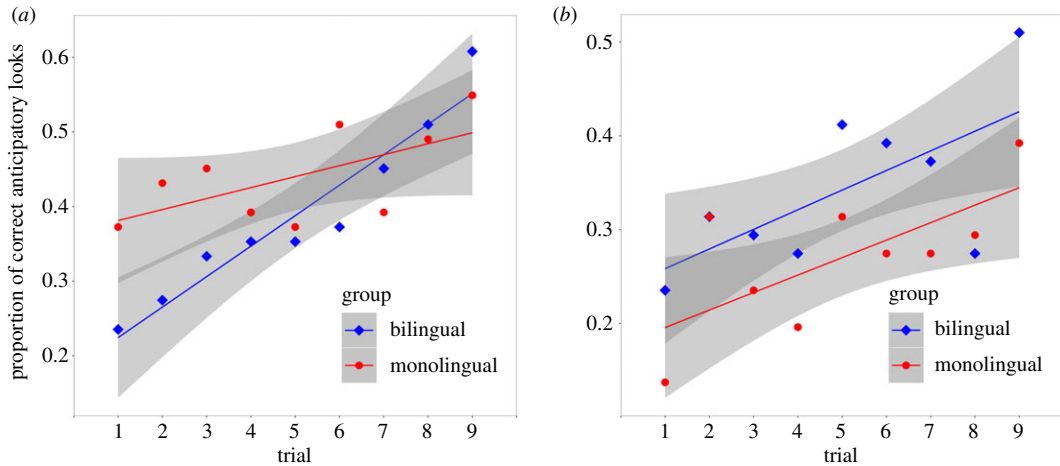 (a)
proportion of correct anticipatory looks
0.6
0.5
0.4
0.3
0.2
group
bilingual
monolingual
1 2 3 4 5 6 7 8 9
trial
(b)
0.5
0.4
0.3
0.2
group
bilingual
monolingual
1 2 3 4 5 6 7 8 9
trial